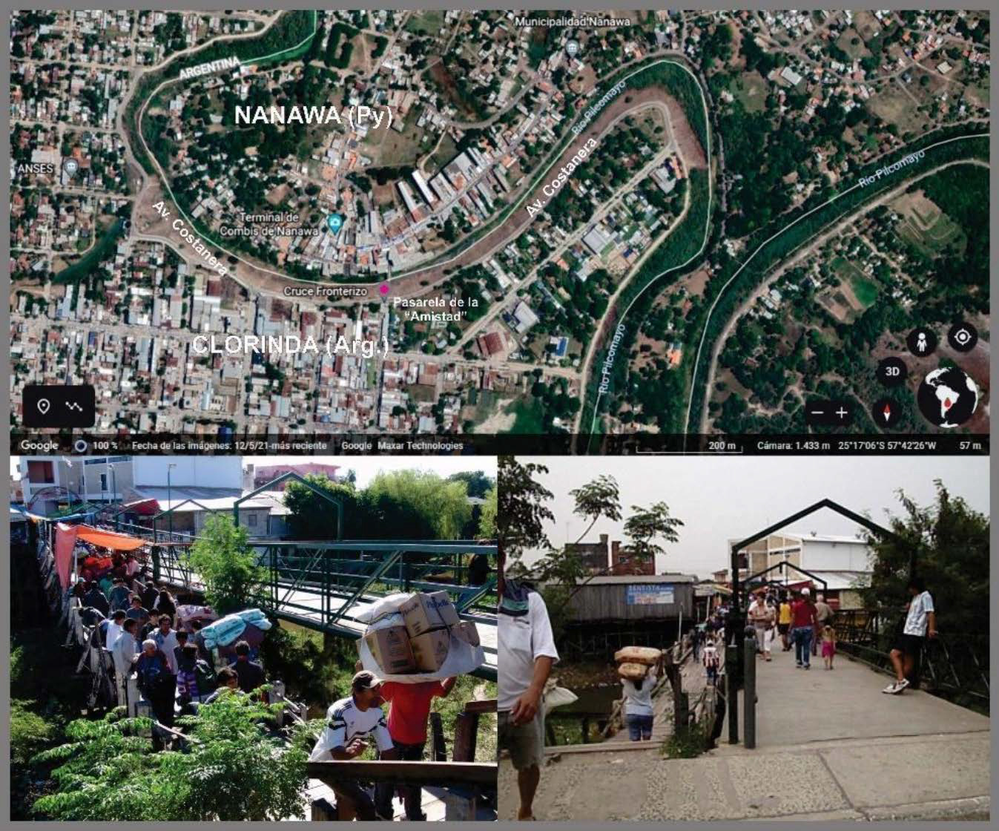 Municipalidad Nanawa
ARGENTINA
NANAWA (Py)
Río Pilcomayo
Río Pilcomayo
ANSES
Av. Costanera
Terminal de
Combis de Nanawa
Av. Costanera
Cruce Fronterizo
Pasarela de la
“Amistad”
CLORINDA (Arg.)
Río Pilcomayo
3D
Google 100 % Fecha de las imágenes: 12/5/21-más reciente Google Maxar Technologies 200 m Cámara: 1.433 m 25°17'06"S 57°42'26"W 57 m
DENTISTA